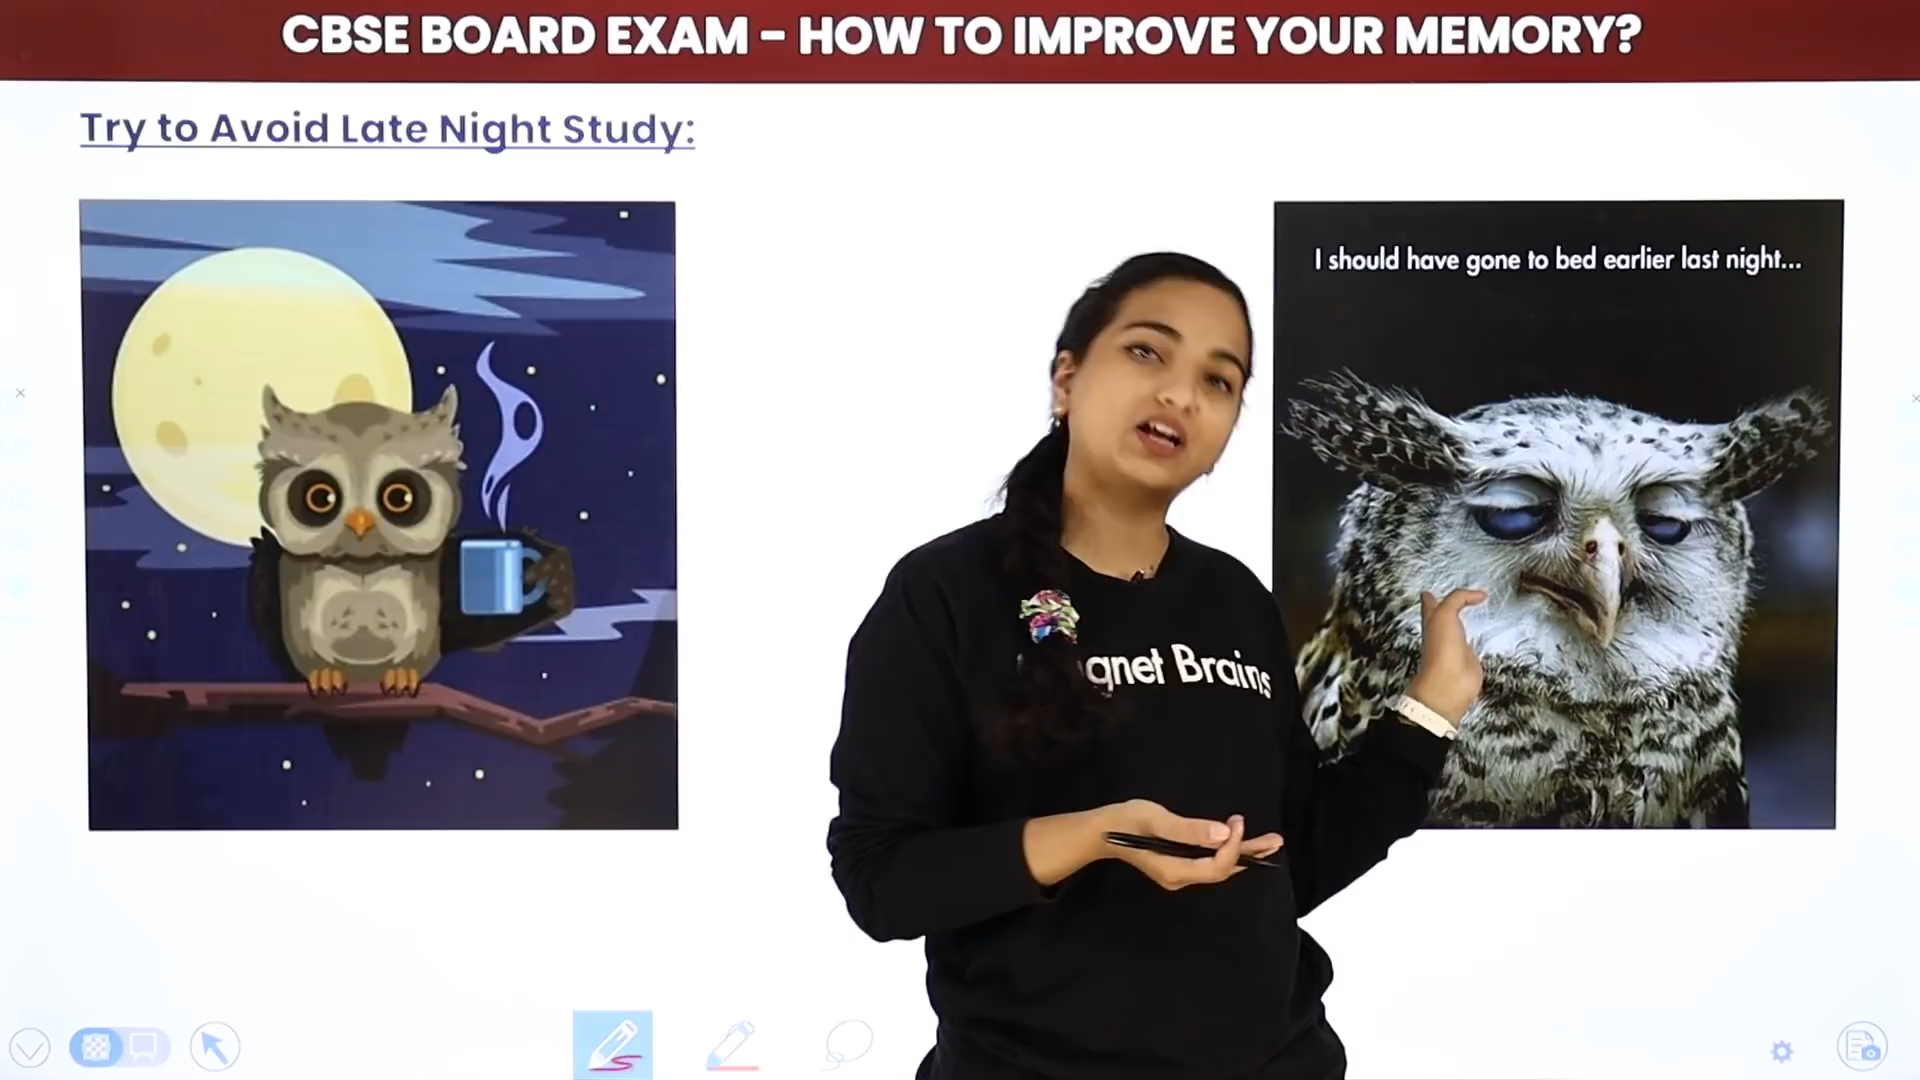 CBSE BOARD EXAM - HOW TO IMPROVE YOUR MEMORY?
Try to Avoid Late Night Study:
I should have gone to bed earlier last night...
gnet Brains